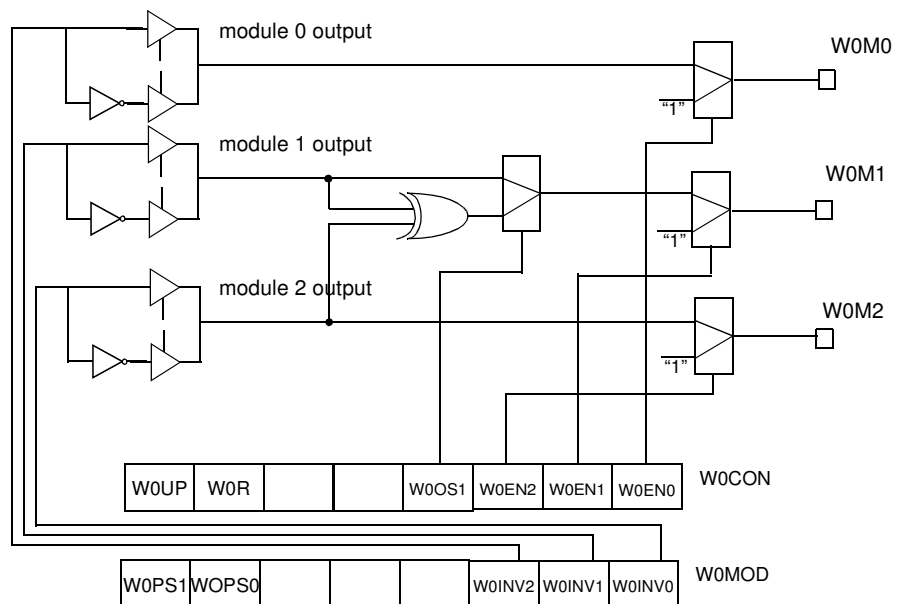 module 0 output
W0M0
“1”
module 1 output
W0M1
“1”
module 2 output
W0M2
“1”
W0UP W0R W0OS1 W0EN2 W0EN1 W0EN0 W0CON
W0PS1 WOPS0 W0INV2 W0INV1 W0INV0 W0MOD